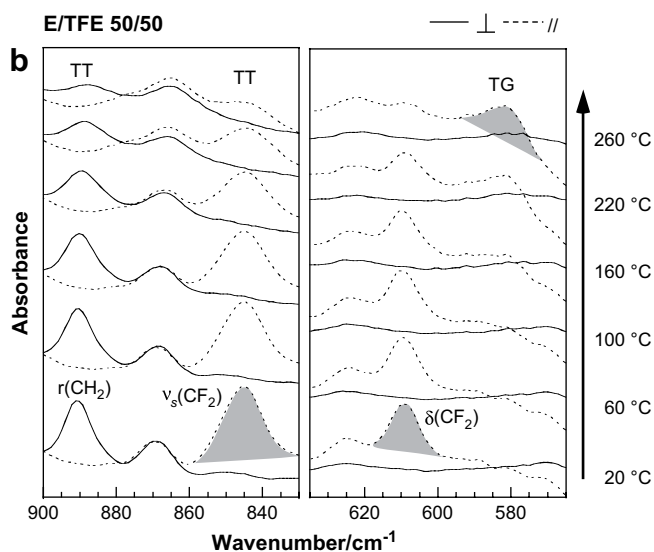 E/TFE 50/50
⊥ //
b
TT
TT
TG
260 °C
220 °C
160 °C
100 °C
60 °C
20 °C
r(CH2)
νs(CF2)
δ(CF2)
Absorbance
900 880 860 840
620 600 580
Wavenumber/cm-1